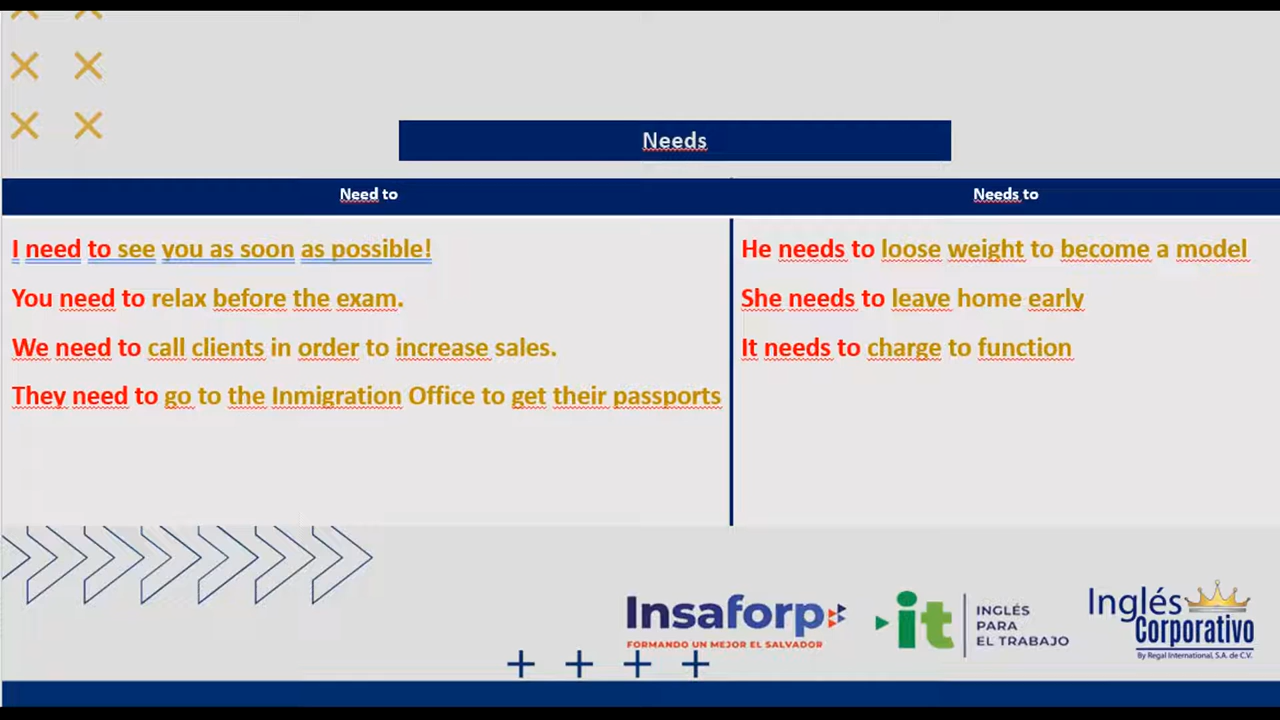 Needs
Need to
Needs to
I need to see you as soon as possible!
You need to relax before the exam.
We need to call clients in order to increase sales.
They need to go to the Inmigration Office to get their passports
He needs to loose weight to become a model
She needs to leave home early
It needs to charge to function
Insaforp
FORMANDO UN MEJOR EL SALVADOR
it
INGLÉS
PARA
EL TRABAJO
Inglés
Corporativo
By Regal International, S.A. de C.V.